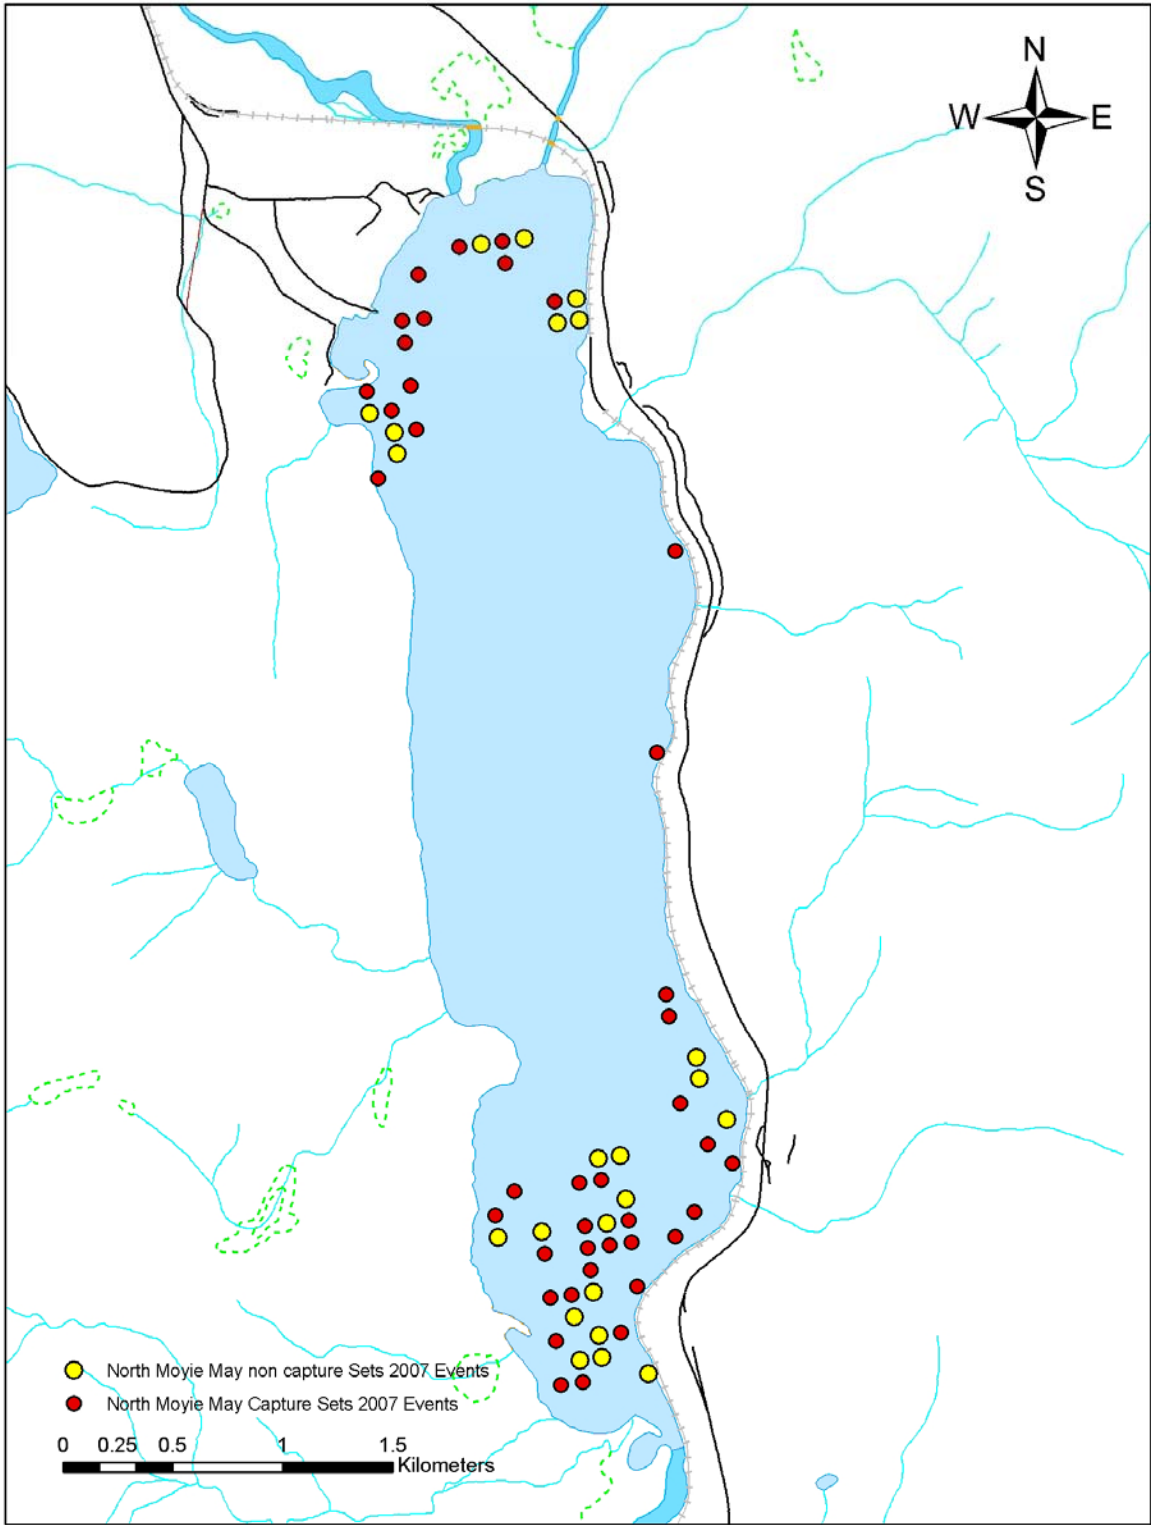 N
W E
S
North Moyie May non capture Sets 2007 Events
North Moyie May Capture Sets 2007 Events
0 0.25 0.5 1 1.5
Kilometers